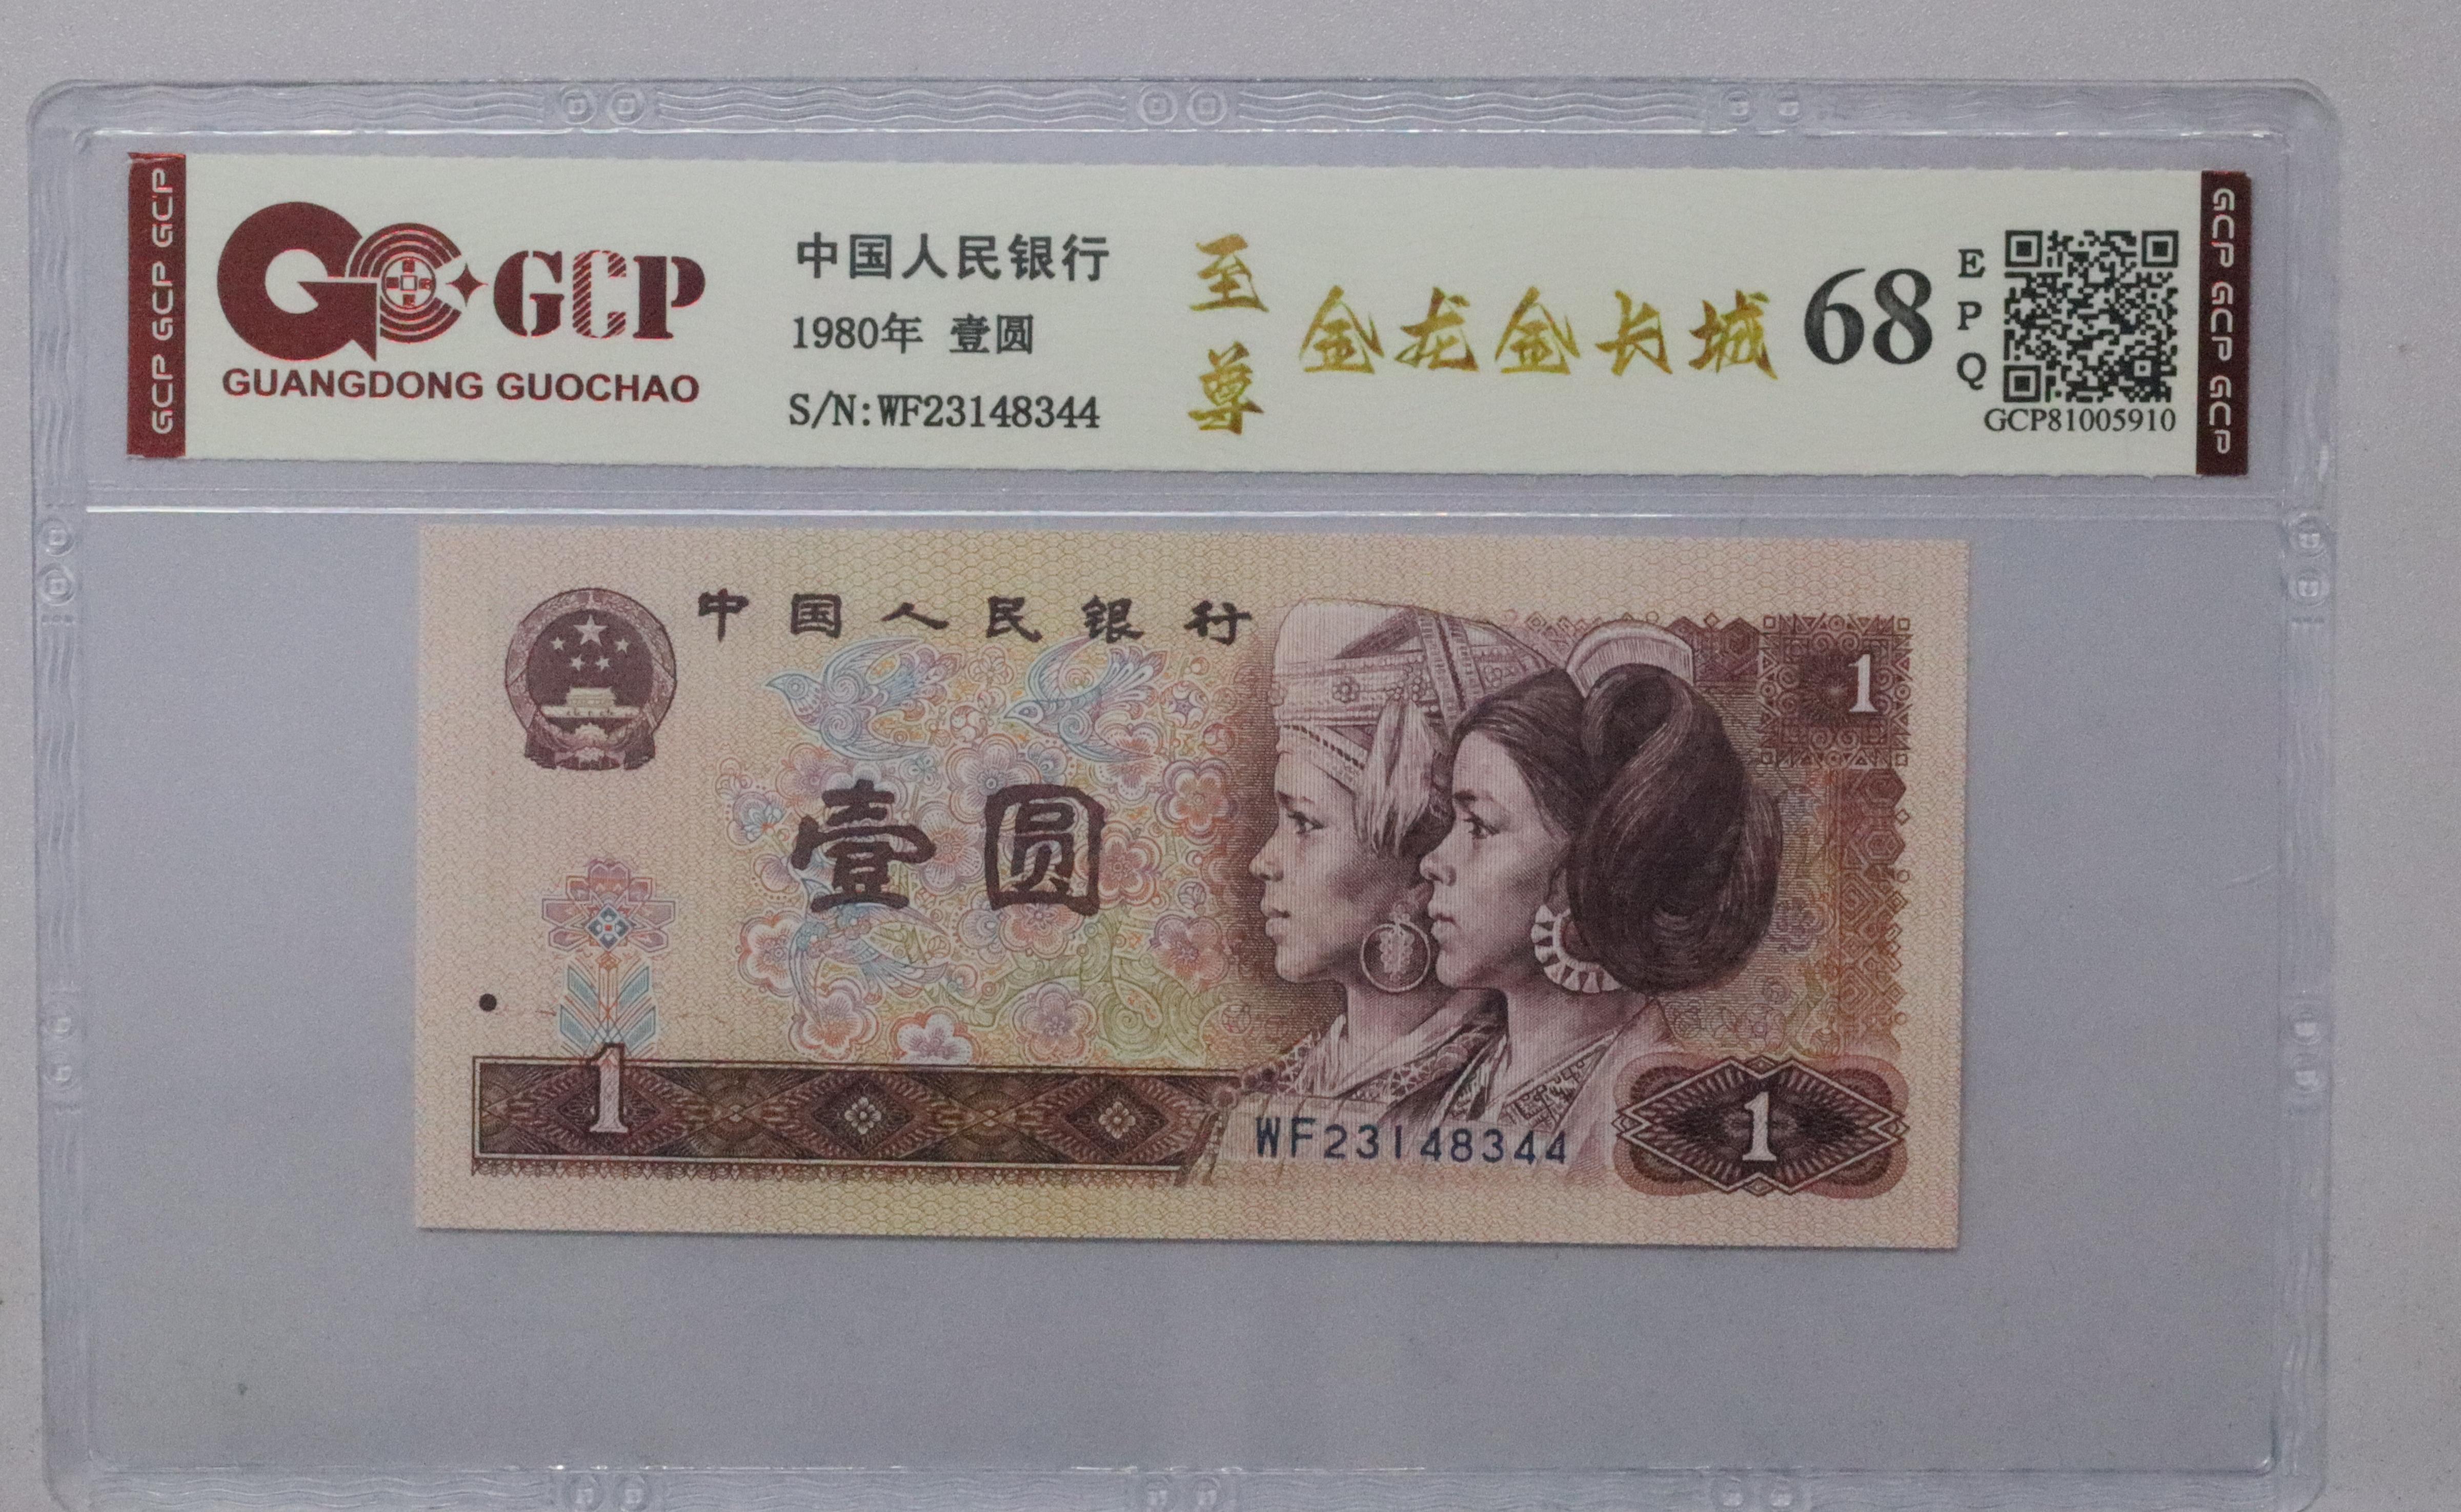 GCP GCP GCP
GCP
GUANGDONG GUOCHAO
中国人民银行
1980年 壹圆
S/N:WF23148344
至尊
金龙金长城
68
EPQ
GCP81005910
GCP GCP GCP
中国人民银行
1
壹圆
1
WF23148344
1